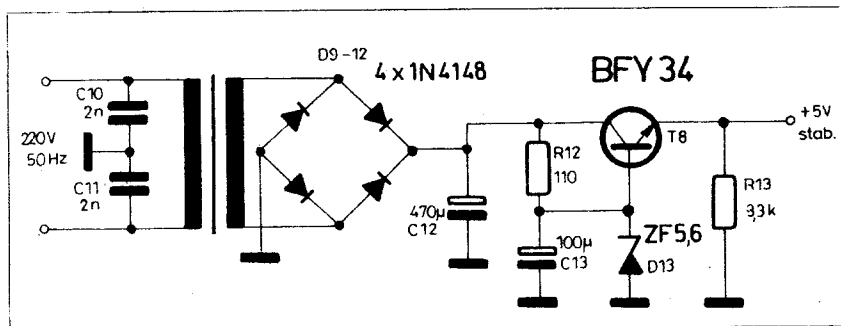 D9-12
4 x 1N4148
BFY 34
C10
2n
220V
50Hz
C11
2n
R12
110
T8
+5V
stab.
470μ
C12
100μ
C13
ZF5,6
D13
R13
3,3k